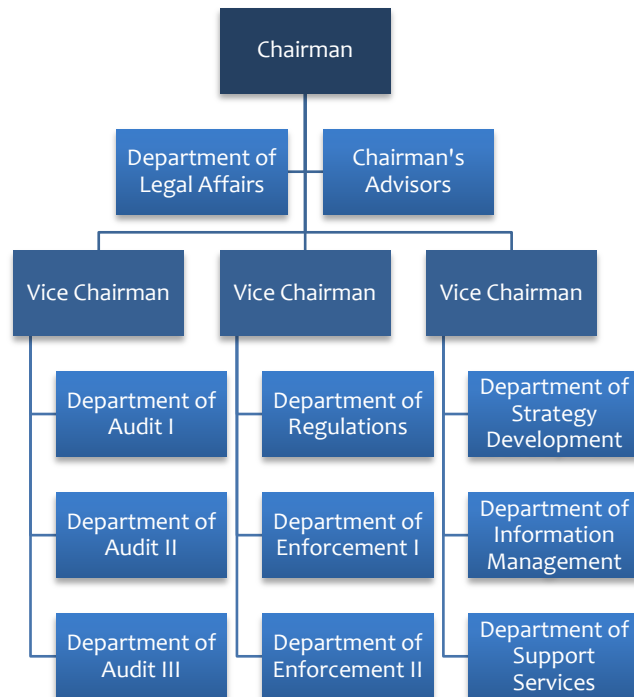 Chairman
Department of
Legal Affairs
Chairman's
Advisors
Vice Chairman
Vice Chairman
Vice Chairman
Department of
Audit I
Department of
Regulations
Department of
Strategy
Development
Department of
Audit II
Department of
Enforcement I
Department of
Information
Management
Department of
Audit III
Department of
Enforcement II
Department of
Support
Services